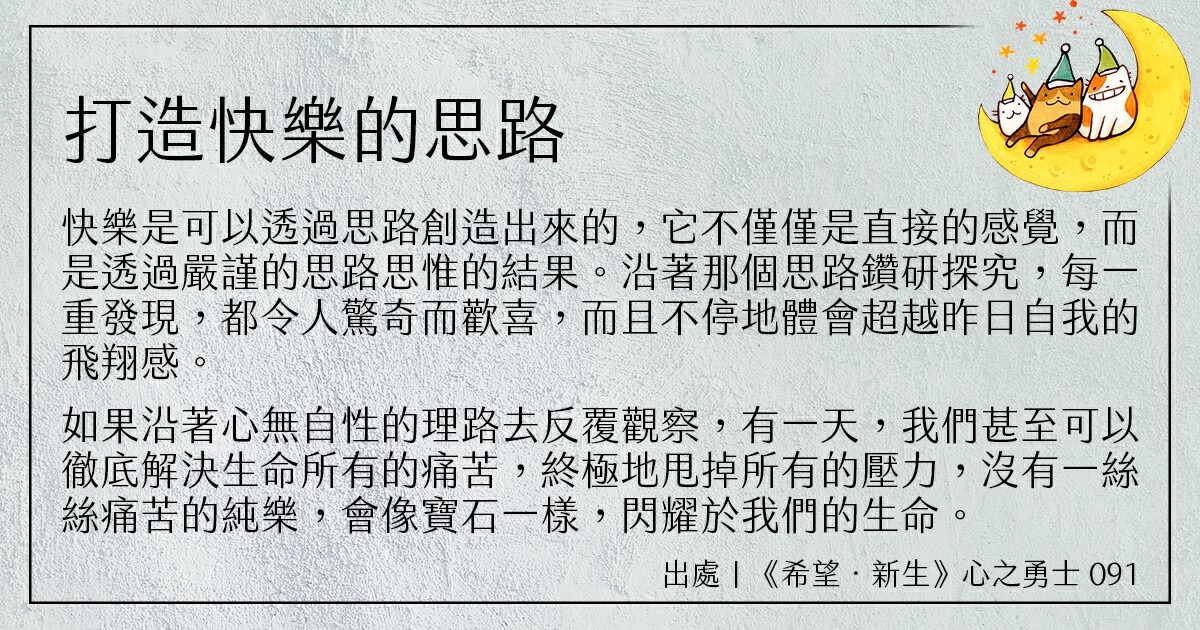 打造快樂的思路
快樂是可以透過思路創造出來的，它不僅僅是直接的感覺，而
是透過嚴謹的思路思惟的結果。沿著那個思路鑽研探究，每一
重發現，都令人驚奇而歡喜，而且不停地體會超越昨日自我的
飛翔感。
如果沿著心無自性的理路去反覆觀察，有一天，我們甚至可以
徹底解決生命所有的痛苦，終極地甩掉所有的壓力，沒有一絲
絲痛苦的純樂，會像寶石一樣，閃耀於我們的生命。
出處 | 《希望．新生》心之勇士 091